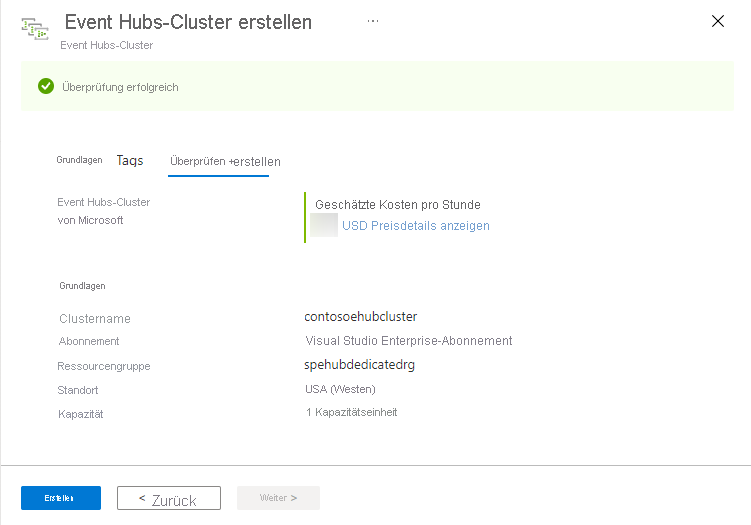 Event Hubs-Cluster erstellen ...
Event Hubs-Cluster
Überprüfung erfolgreich
Grundlagen Tags Überprüfen +erstellen
Event Hubs-Cluster
von Microsoft
Geschätzte Kosten pro Stunde
USD Preisdetails anzeigen
Grundlagen
Clustername contosoehubcluster
Abonnement Visual Studio Enterprise-Abonnement
Ressourcengruppe spehubdedicatedrg
Standort USA (Westen)
Kapazität 1 Kapazitätseinheit
Erstellen < Zurück Weiter >